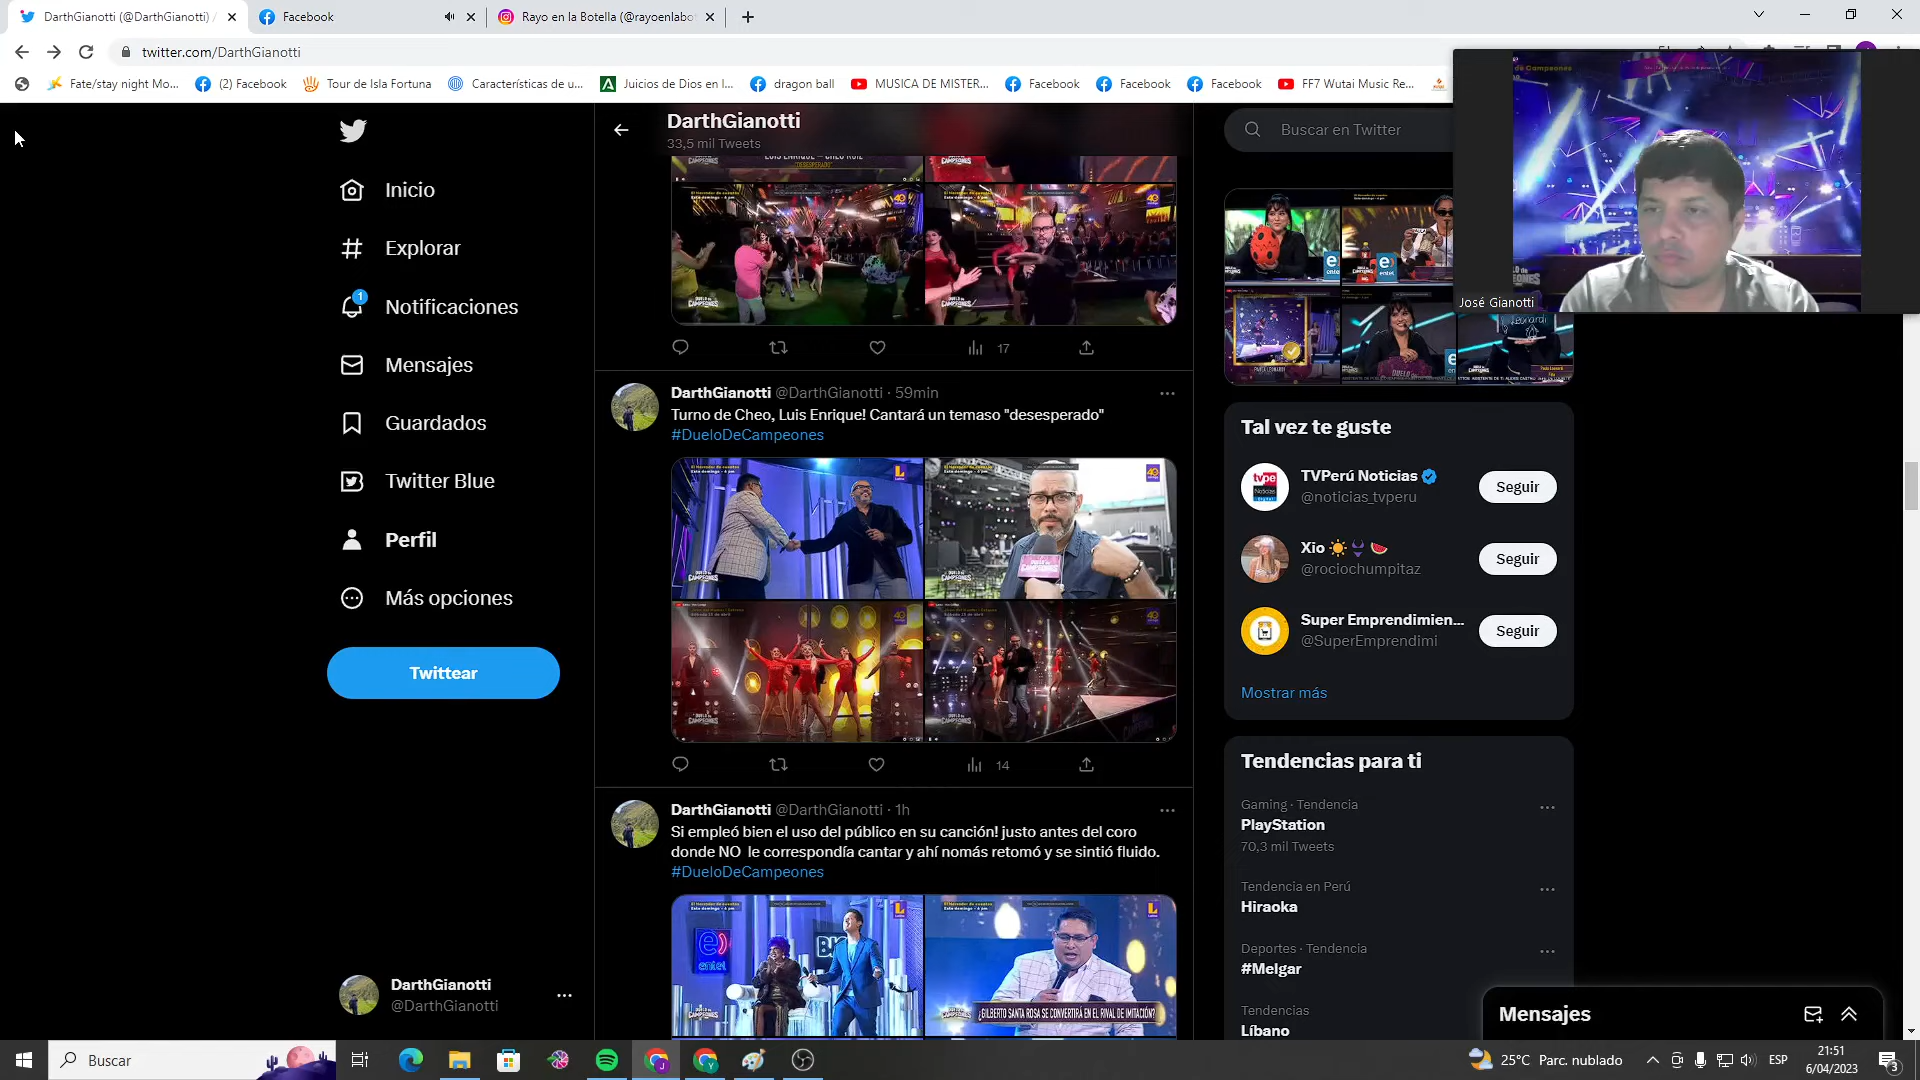 DarthGianotti (@DarthGianotti) /
Facebook
Rayo en la Botella (@rayoenlabo
twitter.com/DarthGianotti
Fate/stay night Mo...
(2) Facebook
Tour de Isla Fortuna
Características de u...
Juicios de Dios en l...
dragon ball
MUSICA DE MISTER...
Facebook
Facebook
Facebook
FF7 Wutai Music Re...
Inicio
Explorar
1
Notificaciones
Mensajes
Guardados
Twitter Blue
Perfil
Más opciones
Twittear
DarthGianotti
@DarthGianotti
DarthGianotti
33,5 mil Tweets
17
DarthGianotti @DarthGianotti · 59min
Turno de Cheo, Luis Enrique! Cantará un temaso "desesperado"
#DueloDeCampeones
14
DarthGianotti @DarthGianotti · 1h
Si empleó bien el uso del público en su canción! justo antes del coro
donde NO le correspondía cantar y ahí nomás retomó y se sintió fluido.
#DueloDeCampeones
entel
¿GILBERTO SANTA ROSA SE CONVERTIRÁ EN EL RIVAL DE IMITACIÓN?
Buscar en Twitter
José Gianotti
Tal vez te guste
TVPerú Noticias
@noticias_tvperu
Seguir
Xio
@rociochumpitaz
Seguir
Super Emprendimien...
@SuperEmprendimi
Seguir
Mostrar más
Tendencias para ti
Gaming · Tendencia
PlayStation
70,3 mil Tweets
Tendencia en Perú
Hiraoka
Deportes · Tendencia
#Melgar
Tendencias
Líbano
Mensajes
Buscar
25°C Parc. nublado
ESP
21:51
6/04/2023
3